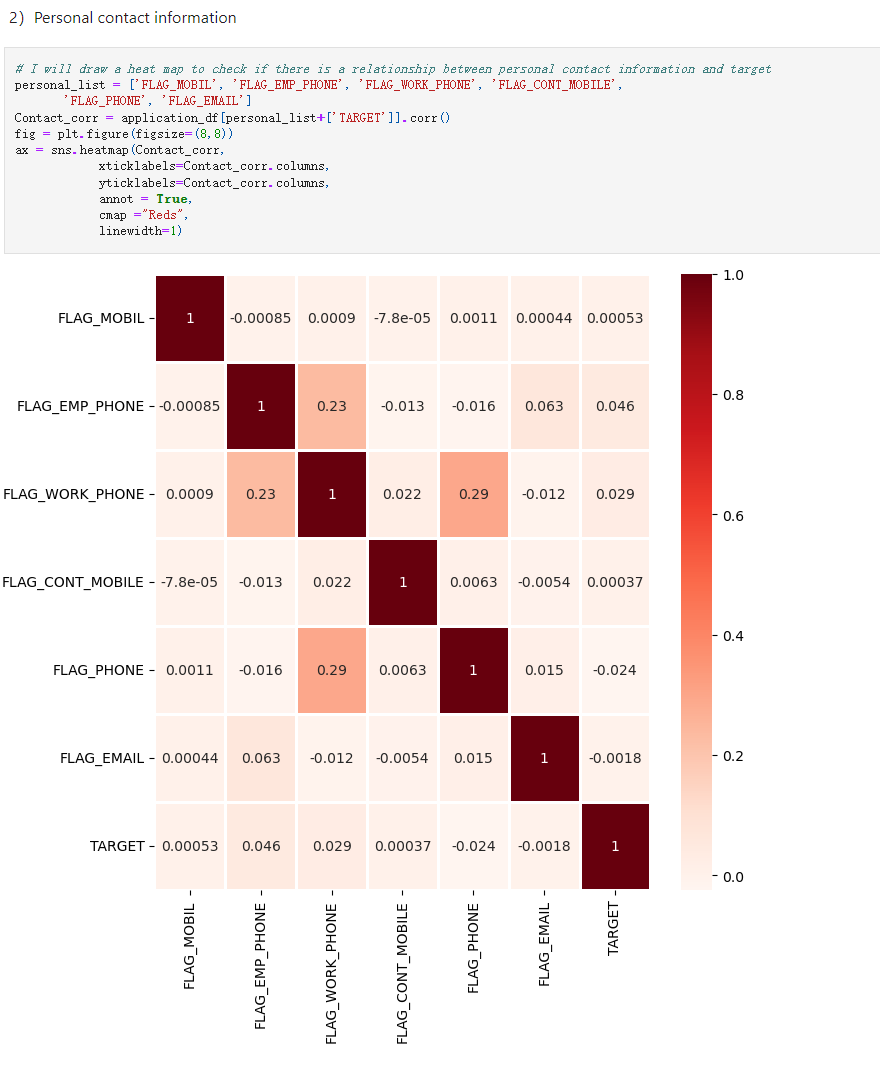 2）Personal contact information
# I will draw a heat map to check if there is a relationship between personal contact information and target
personal_list = ['FLAG_MOBIL', 'FLAG_EMP_PHONE', 'FLAG_WORK_PHONE', 'FLAG_CONT_MOBILE',
'FLAG_PHONE', 'FLAG_EMAIL']
Contact_corr = application_df[personal_list+['TARGET']].corr()
fig = plt.figure(figsize=(8,8))
ax = sns.heatmap(Contact_corr,
xticklabels=Contact_corr.columns,
yticklabels=Contact_corr.columns,
annot = True,
cmap ="Reds",
linewidth=1)
FLAG_MOBIL 1 -0.00085 0.0009 -7.8e-05 0.0011 0.00044 0.00053
FLAG_EMP_PHONE -0.00085 1 0.23 -0.013 -0.016 0.063 0.046
FLAG_WORK_PHONE 0.0009 0.23 1 0.022 0.29 -0.012 0.029
FLAG_CONT_MOBILE -7.8e-05 -0.013 0.022 1 0.0063 -0.0054 0.00037
FLAG_PHONE 0.0011 -0.016 0.29 0.0063 1 0.015 -0.024
FLAG_EMAIL 0.00044 0.063 -0.012 -0.0054 0.015 1 -0.0018
TARGET 0.00053 0.046 0.029 0.00037 -0.024 -0.0018 1
FLAG_MOBIL
FLAG_EMP_PHONE
FLAG_WORK_PHONE
FLAG_CONT_MOBILE
FLAG_PHONE
FLAG_EMAIL
TARGET
1.0
0.8
0.6
0.4
0.2
0.0